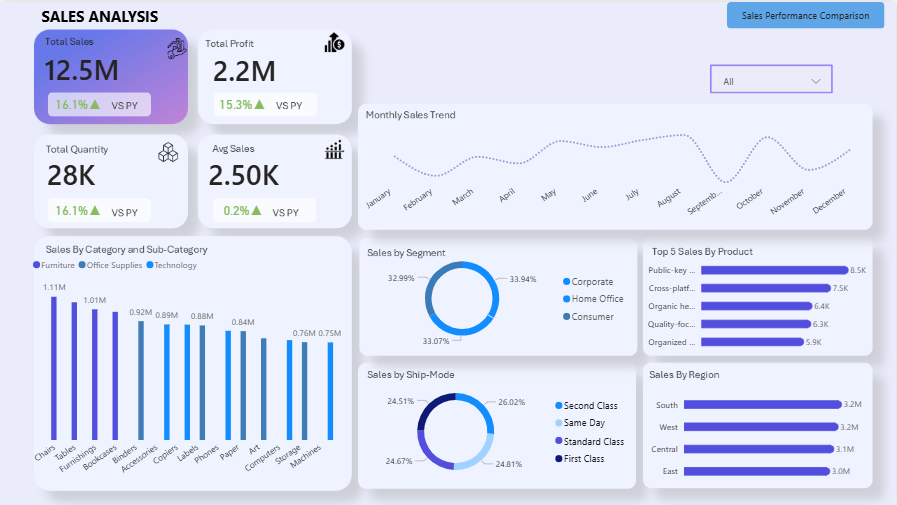 SALES ANALYSIS
Sales Performance Comparison
Total Sales
12.5M
16.1% VS PY
Total Profit
2.2M
15.3% VS PY
All
Total Quantity
28K
16.1% VS PY
Avg Sales
2.50K
0.2% VS PY
Monthly Sales Trend
January February March April May June July August Septemb... October November December
Sales By Category and Sub-Category
Furniture Office Supplies Technology
1.11M 1.01M 0.92M 0.89M 0.88M 0.84M 0.76M 0.75M
Chairs Tables Furnishings Bookcases Binders Accessories Copiers Labels Phones Paper Art Computers Storage Machines
Sales by Segment
32.99% 33.94%
33.07%
Corporate
Home Office
Consumer
Top 5 Sales By Product
Public-key ... 8.5K
Cross-platf... 7.5K
Organic he... 6.4K
Quality-foc... 6.3K
Organized ... 5.9K
Sales by Ship-Mode
24.51% 26.02%
24.67% 24.81%
Second Class
Same Day
Standard Class
First Class
Sales By Region
South 3.2M
West 3.2M
Central 3.1M
East 3.0M